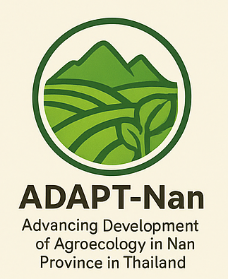 ADAPT-Nan
Advancing Development
of Agroecology in Nan
Province in Thailand